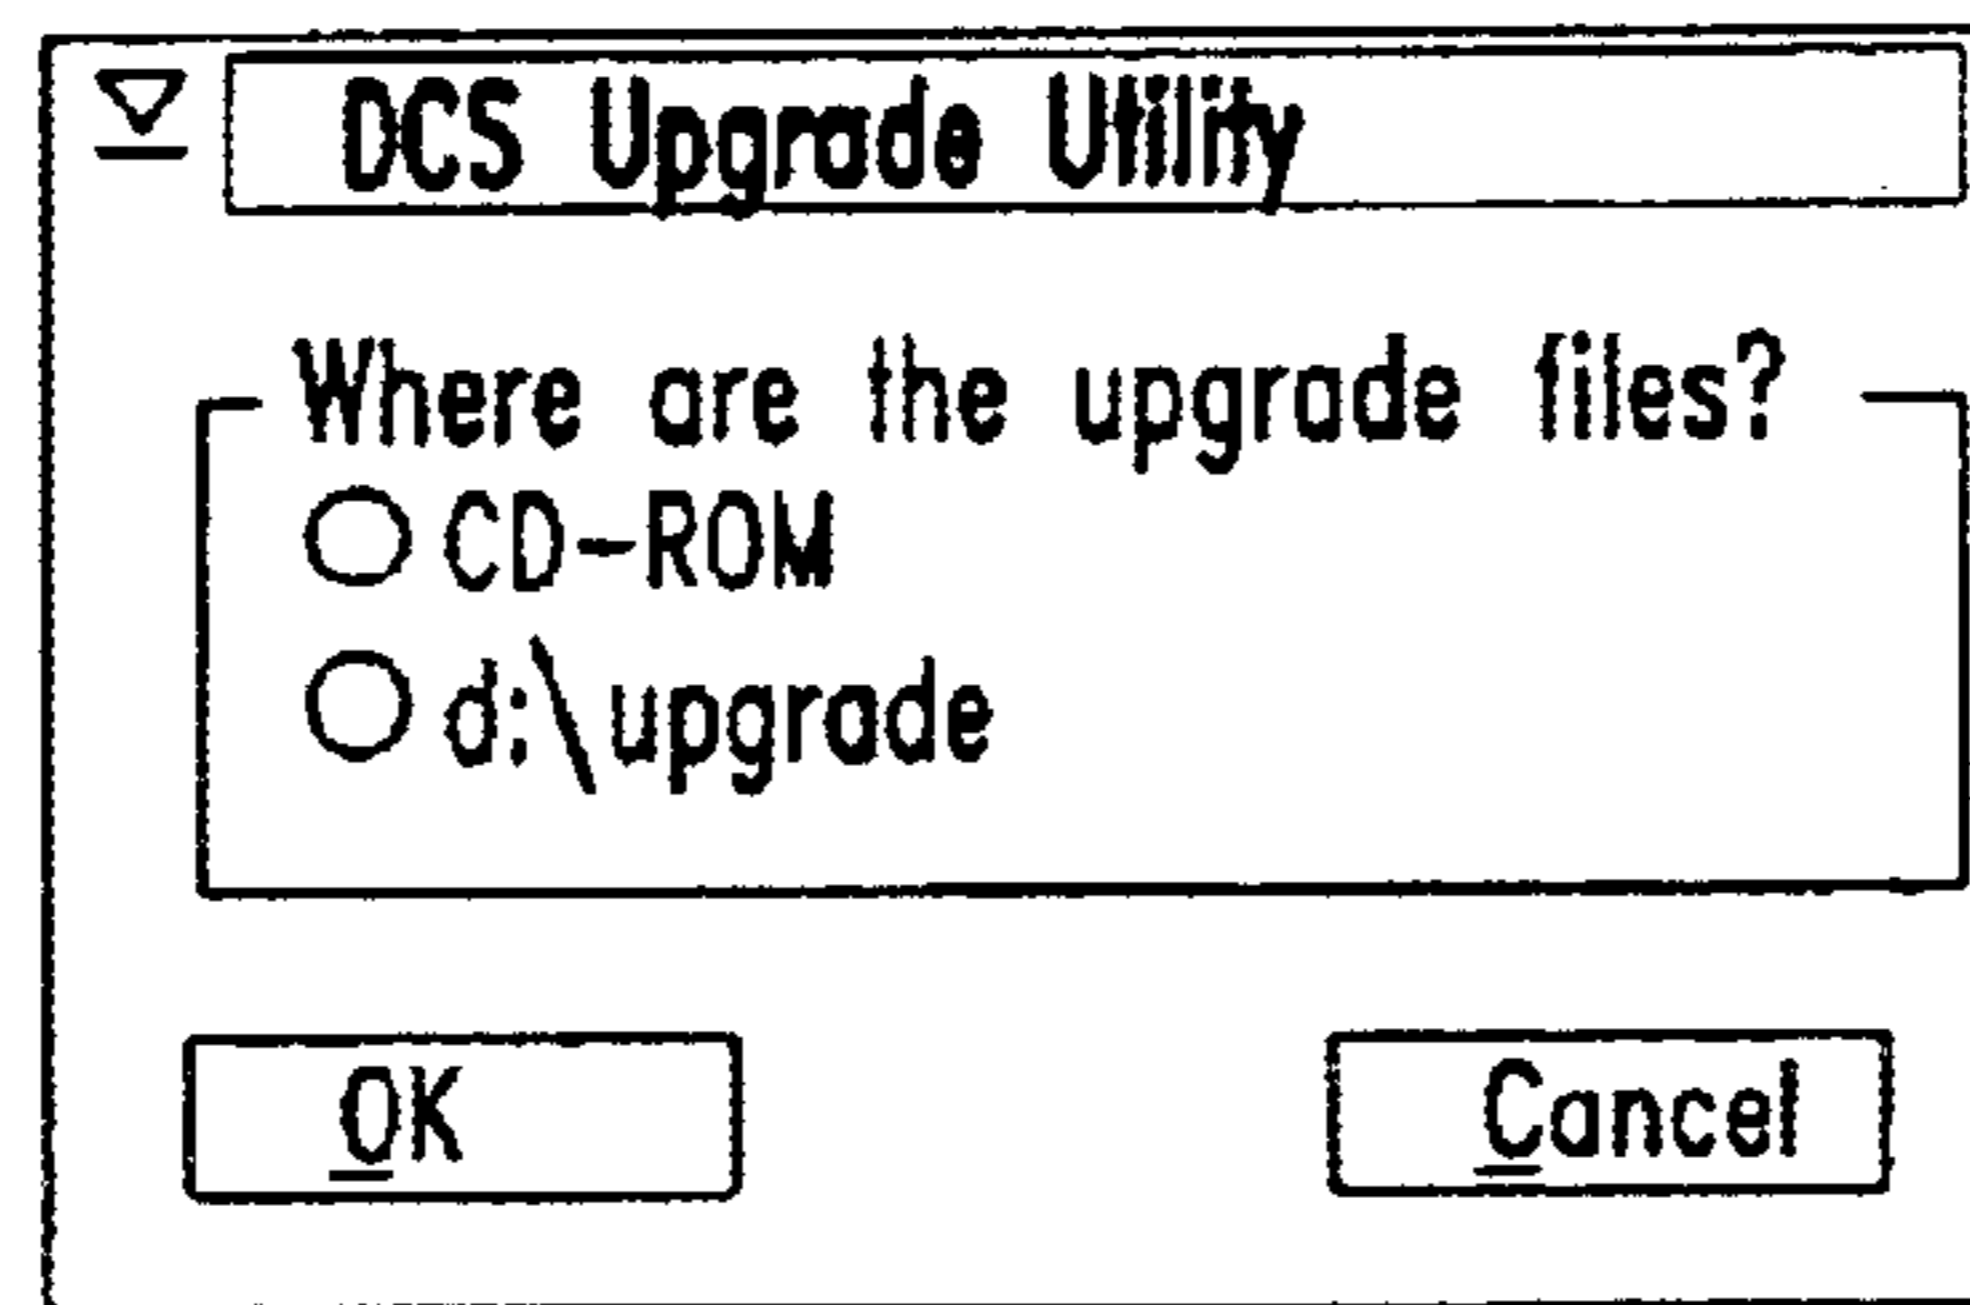 DCS Upgrade Utility
Where are the upgrade files?
CD-ROM
d:\upgrade
OK
Cancel